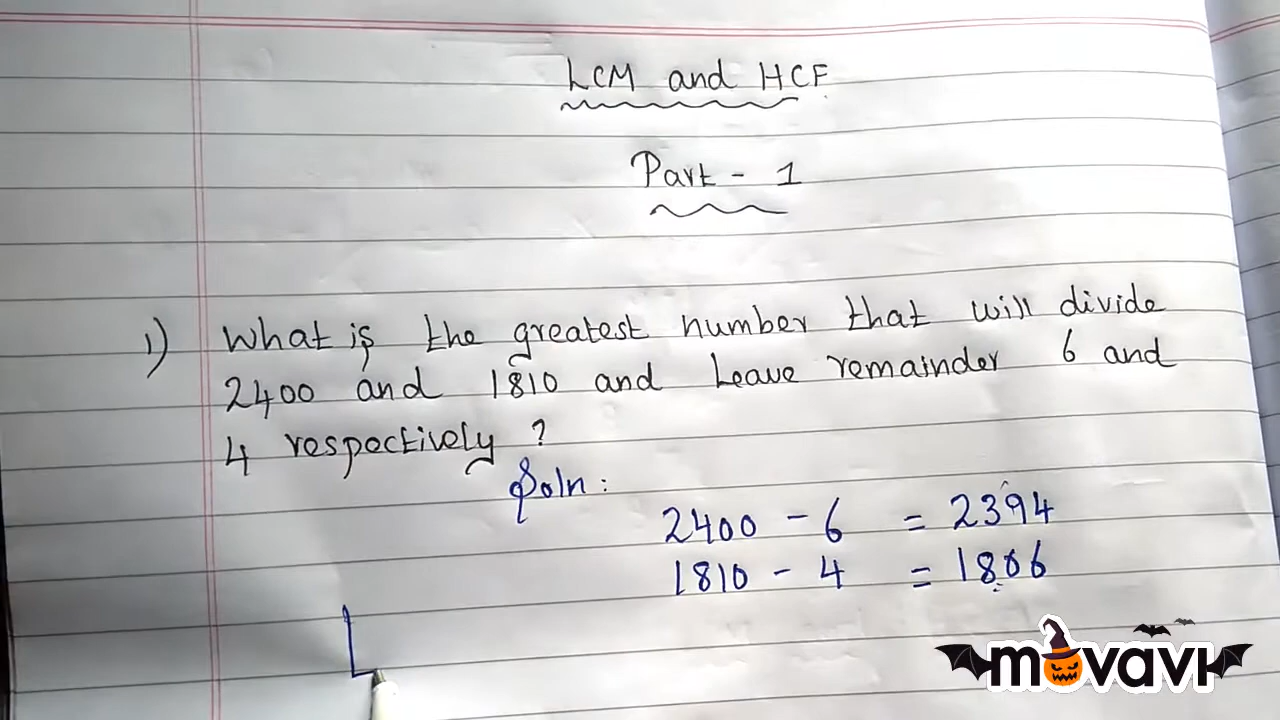 LCM and HCF
Part - 1
1) What is the greatest number that will divide
2400 and 1810 and Leave remainder 6 and
4 respectively ?
Soln :
2400 - 6 = 2394
1810 - 4 = 1806
movavi